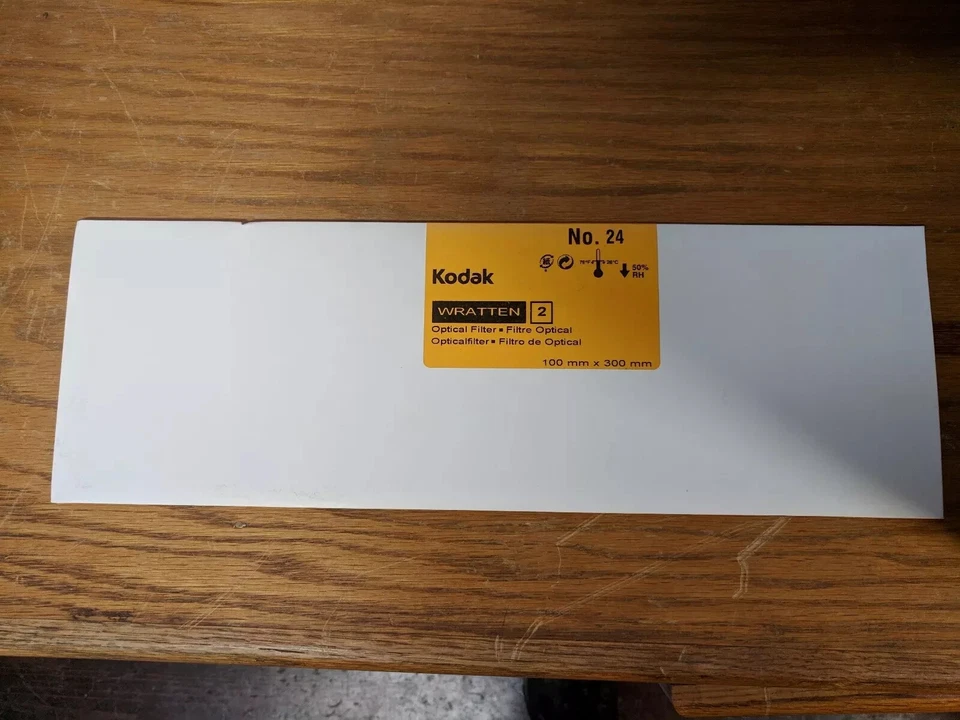 No. 24
50%
RH
Kodak
WRATTEN 2
Optical Filter ▪ Filtre Optical
Opticalfilter ▪ Filtro de Optical
100 mm x 300 mm